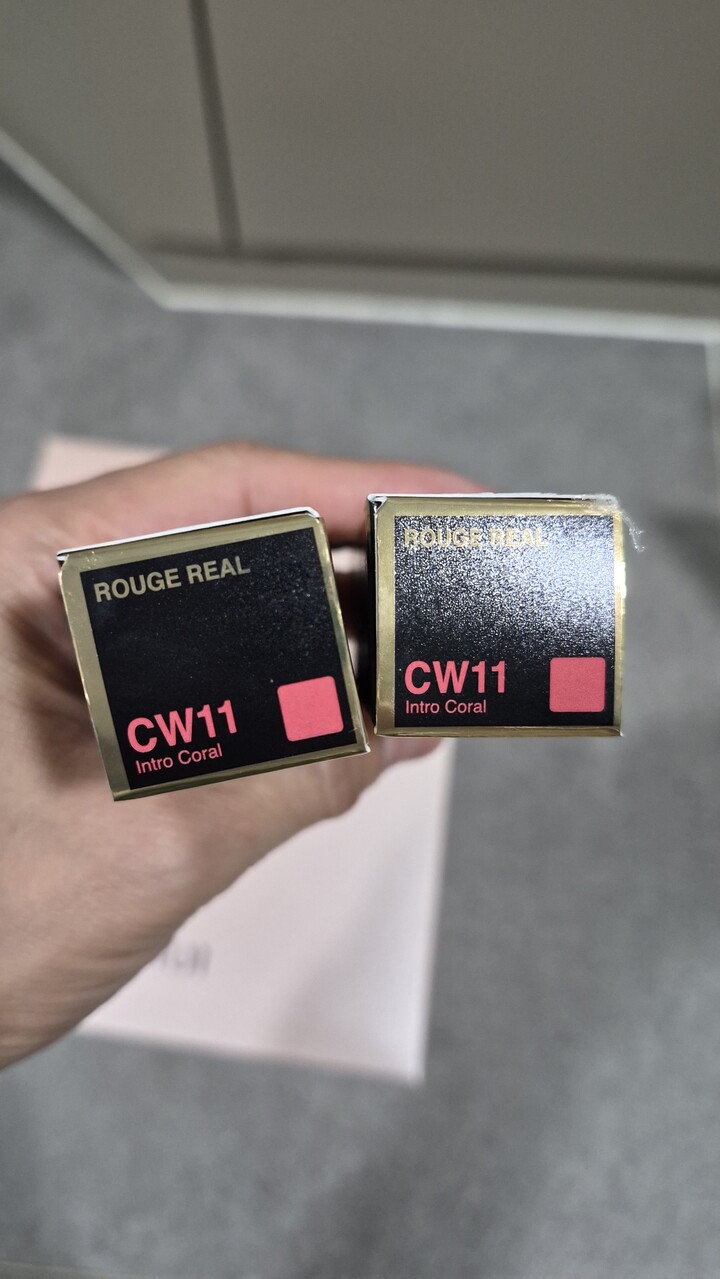 ROUGE REAL
CW11
Intro Coral
ROUGE REAL
CW11
Intro Coral